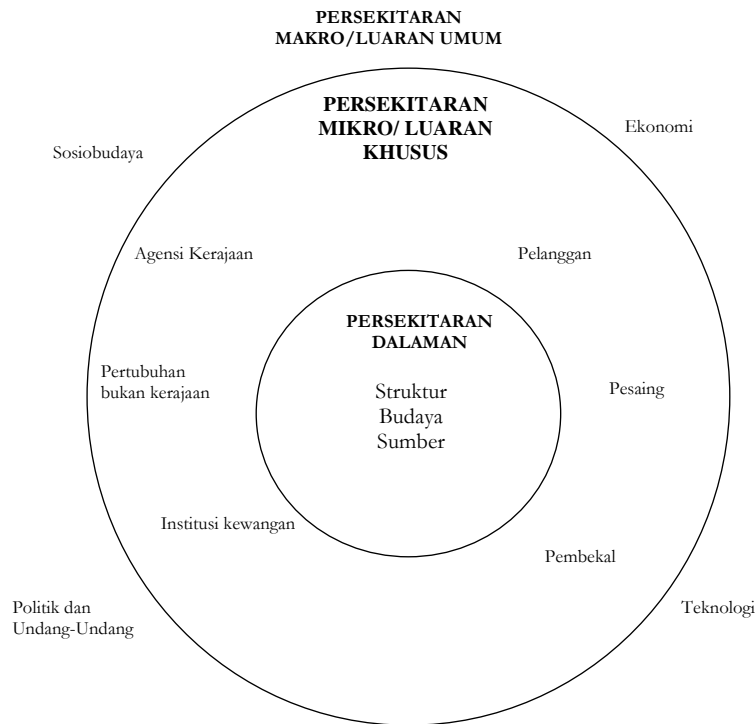 PERSEKITARAN
MAKRO/LUARAN UMUM
PERSEKITARAN
MIKRO/ LUARAN
KHUSUS
Ekonomi
Sosiobudaya
Agensi Kerajaan
Pelanggan
PERSEKITARAN
DALAMAN
Pertubuhan
bukan kerajaan
Struktur
Budaya
Sumber
Pesaing
Institusi kewangan
Pembekal
Politik dan
Undang-Undang
Teknologi